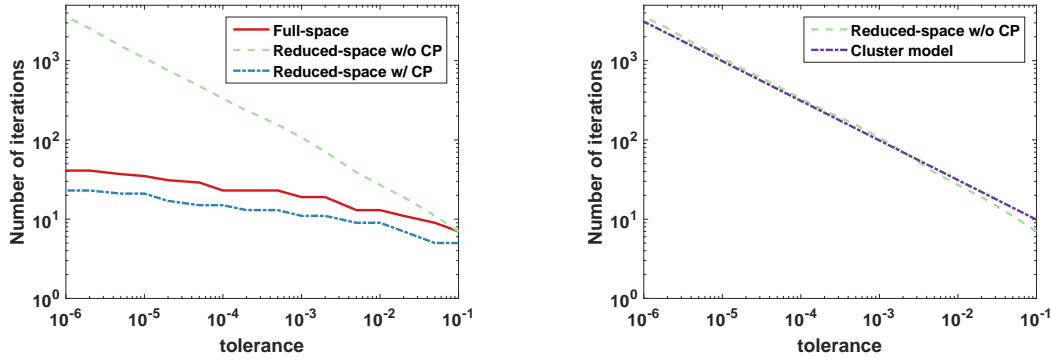 Full-space
Reduced-space w/o CP
Reduced-space w/ CP
Number of iterations
10^3
10^2
10^1
10^0
10^-6
10^-5
10^-4
10^-3
10^-2
10^-1
tolerance
Reduced-space w/o CP
Cluster model
Number of iterations
10^3
10^2
10^1
10^0
10^-6
10^-5
10^-4
10^-3
10^-2
10^-1
tolerance